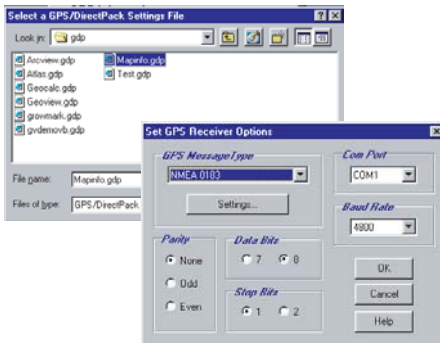 Select a GPS/DirectPack Settings File
Look in: gdp
Arcview.gdp
Atlas.gdp
Geocalc.gdp
Geoview.gdp
growmark.gdp
gvdemovb.gdp
Mapinfo.gdp
Test.gdp
File name: Mapinfo.gdp
Files of type: GPS/DirectPack
Set GPS Receiver Options
GPS Message Type
NMEA 0183
Settings...
Com Port
COM1
Baud Rate
4800
Parity
None
Odd
Even
Data Bits
7 8
Stop Bits
1 2
OK
Cancel
Help